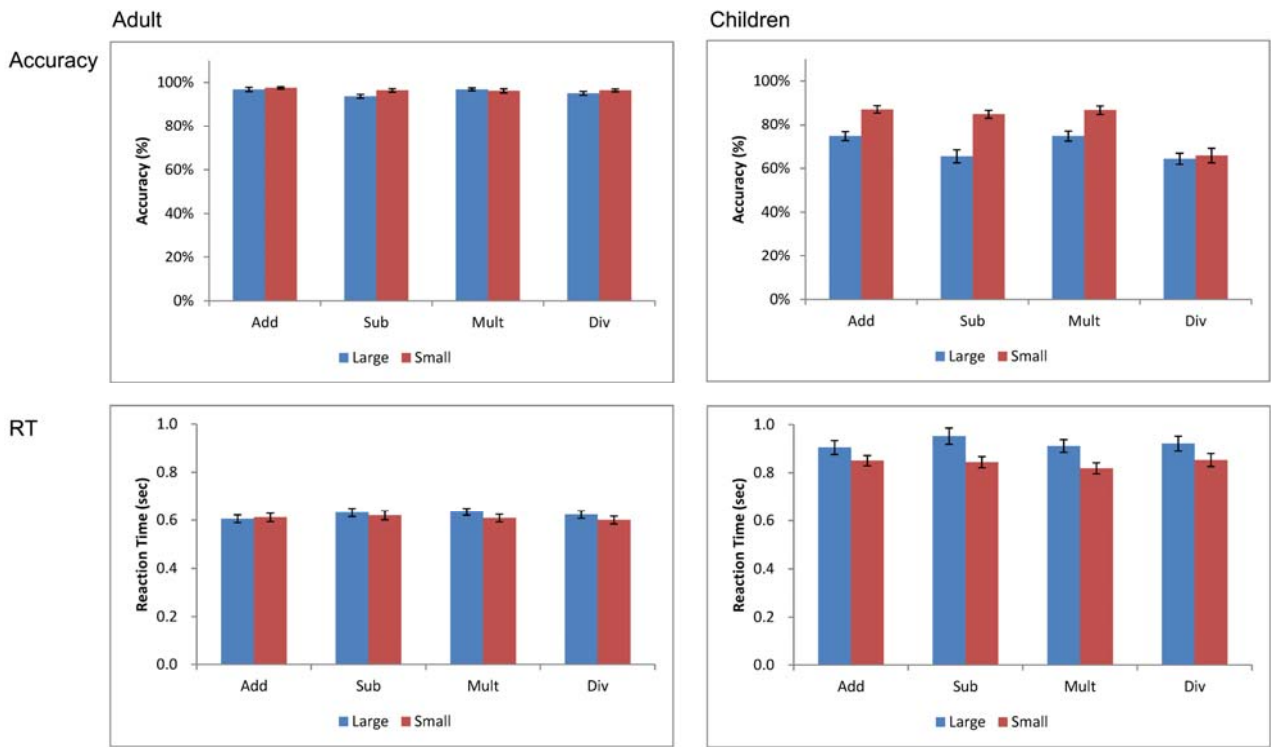 Adult
Children
Accuracy
100%
80%
60%
40%
20%
0%
Accuracy (%)
Add Sub Mult Div
Large Small
100%
80%
60%
40%
20%
0%
Accuracy (%)
Add Sub Mult Div
Large Small
RT
1.0
0.8
0.6
0.4
0.2
0.0
Reaction Time (sec)
Add Sub Mult Div
Large Small
1.0
0.8
0.6
0.4
0.2
0.0
Reaction Time (sec)
Add Sub Mult Div
Large Small